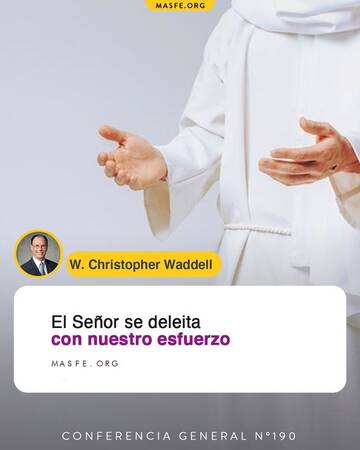 MASFE.ORG
W. Christopher Waddell
El Señor se deleita
con nuestro esfuerzo
MASFE.ORG
CONFERENCIA GENERAL N°190